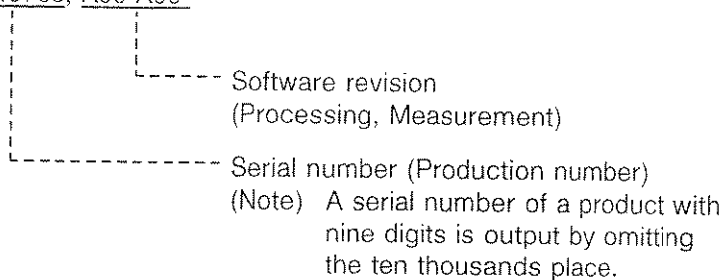 Software revision
(Processing, Measurement)
Serial number (Production number)
(Note) A serial number of a product with
nine digits is output by omitting
the ten thousands place.